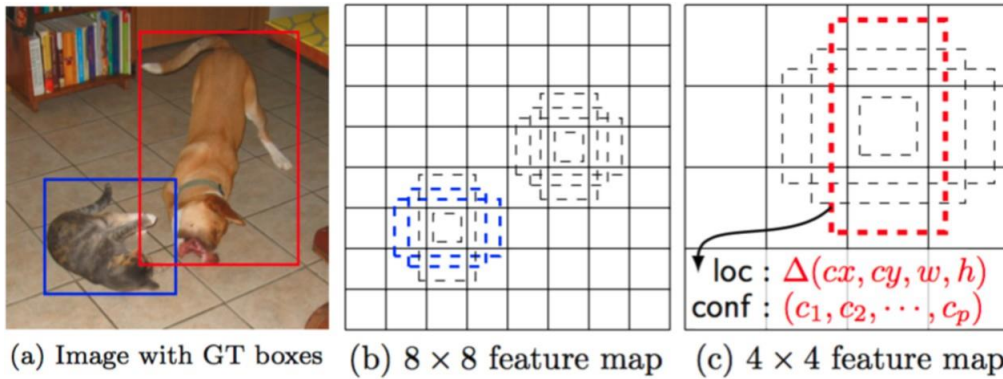 loc : Δ(cx, cy, w, h)
conf : (c₁, c₂, ⋯, cₚ)
(a) Image with GT boxes
(b) 8 × 8 feature map
(c) 4 × 4 feature map